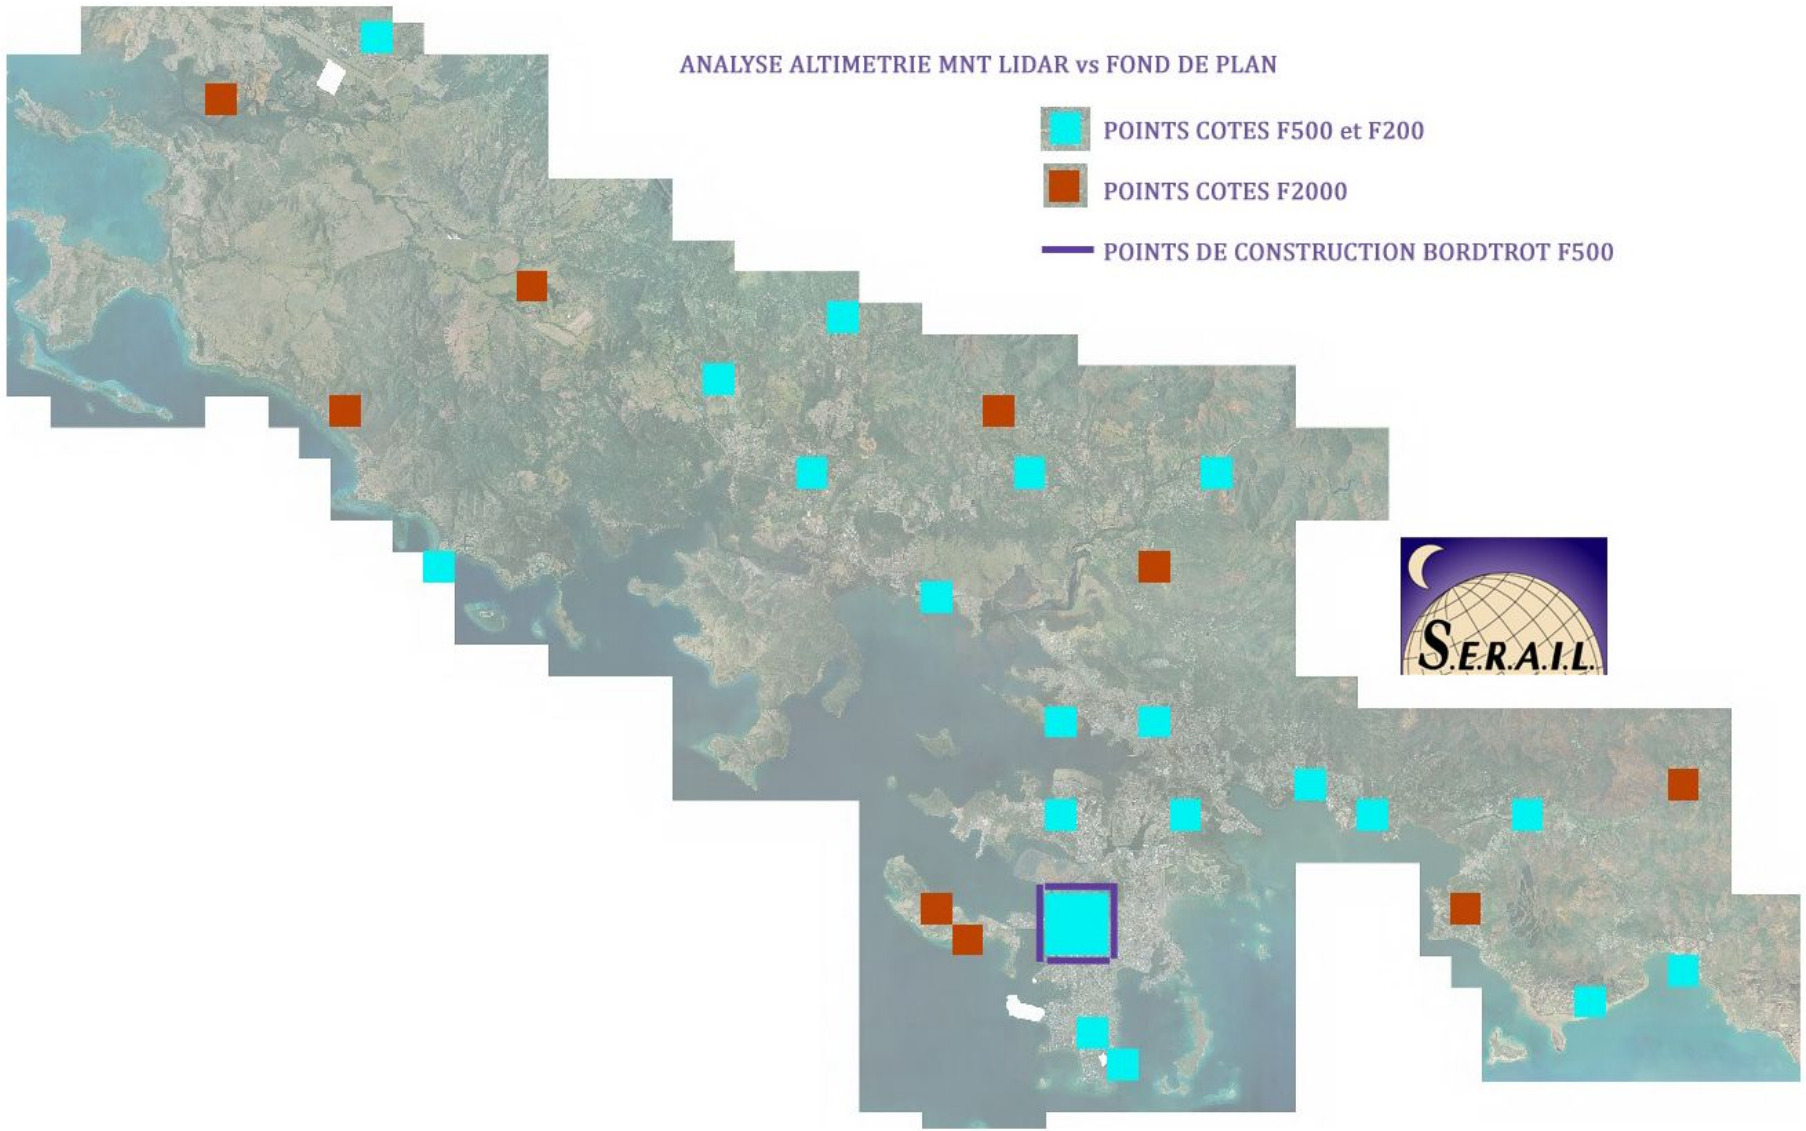 ANALYSE ALTIMETRIE MNT LIDAR vs FOND DE PLAN
POINTS COTES F500 et F200
POINTS COTES F2000
POINTS DE CONSTRUCTION BORDTROT F500
S.E.R.A.I.L.